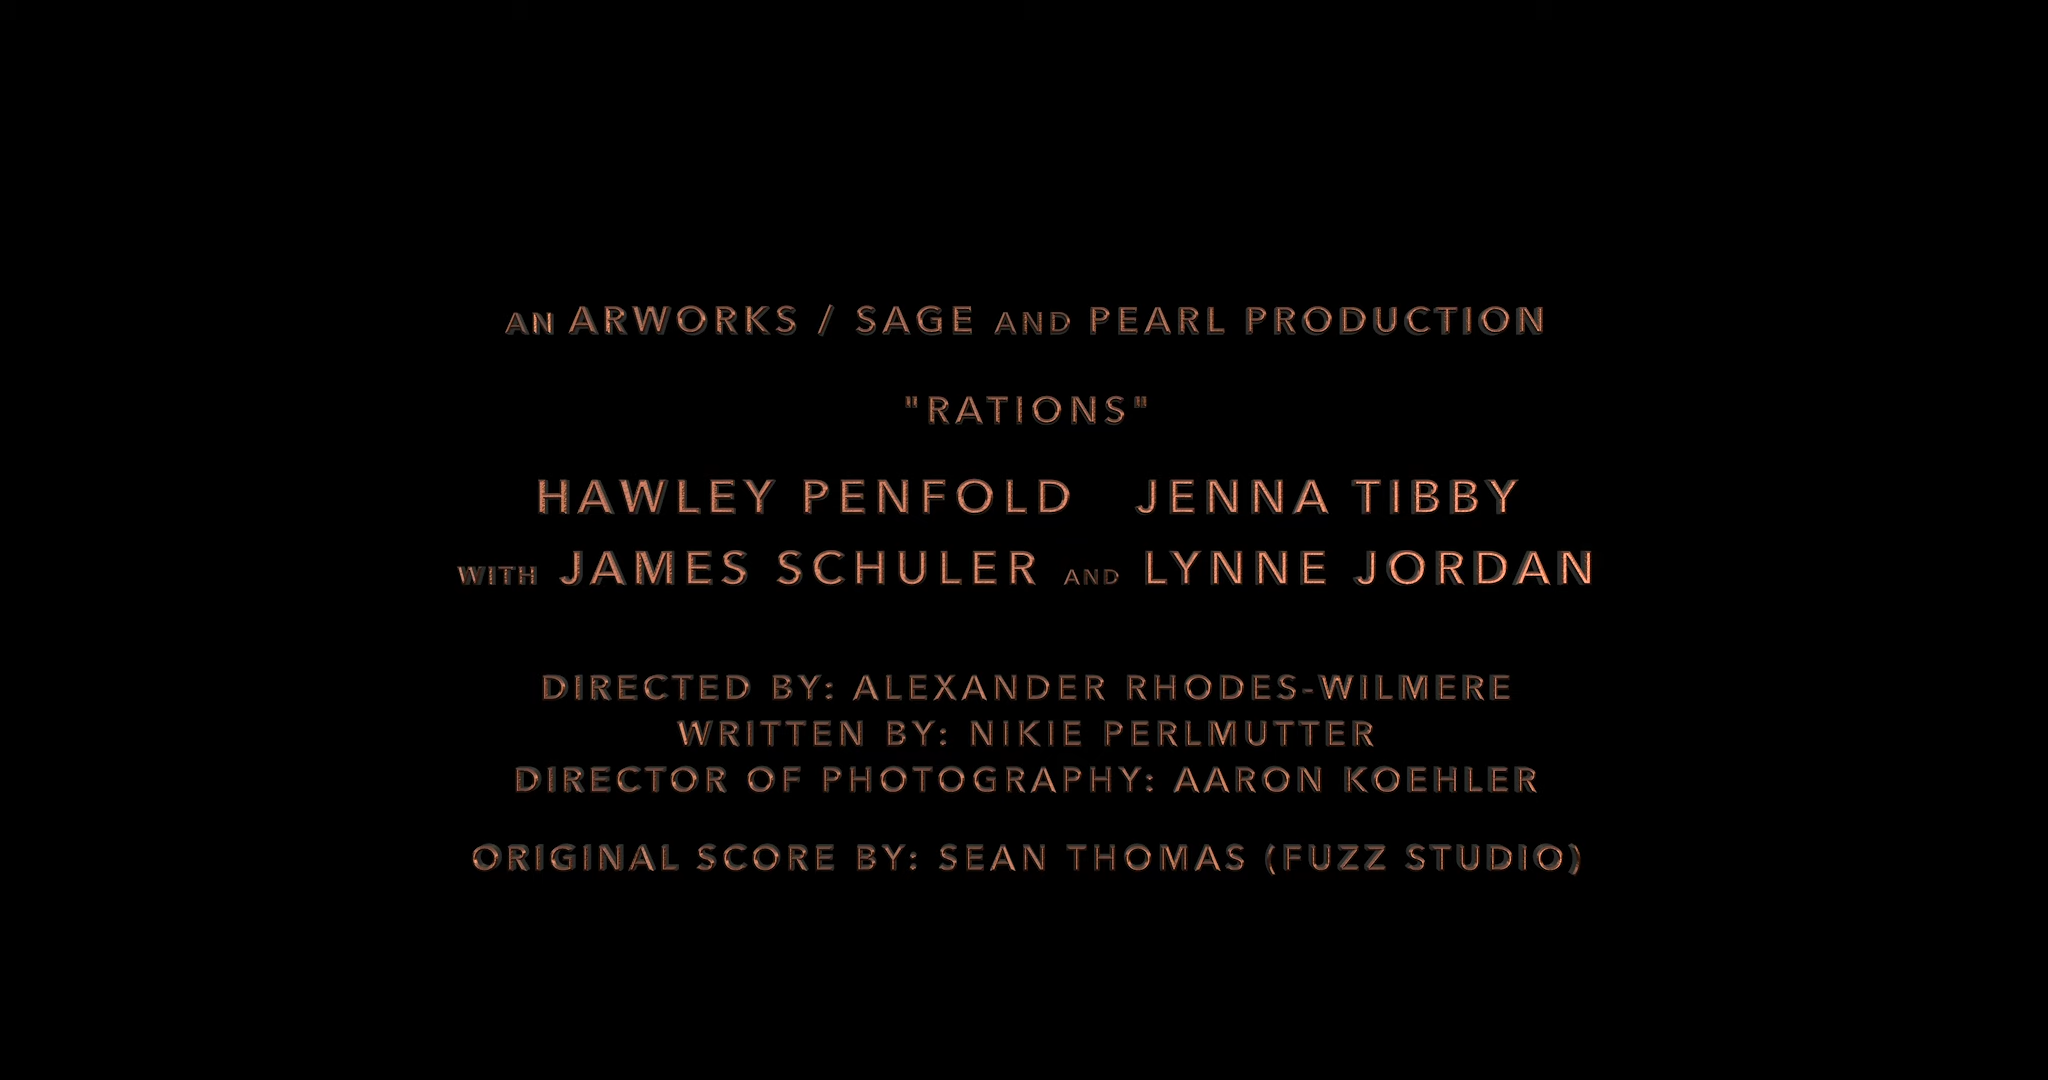 AN ARWORKS / SAGE AND PEARL PRODUCTION
"RATIONS"
HAWLEY PENFOLD JENNA TIBBY
WITH JAMES SCHULER AND LYNNE JORDAN
DIRECTED BY: ALEXANDER RHODES-WILMERE
WRITTEN BY: NIKIE PERLMUTTER
DIRECTOR OF PHOTOGRAPHY: AARON KOEHLER
ORIGINAL SCORE BY: SEAN THOMAS (FUZZ STUDIO)